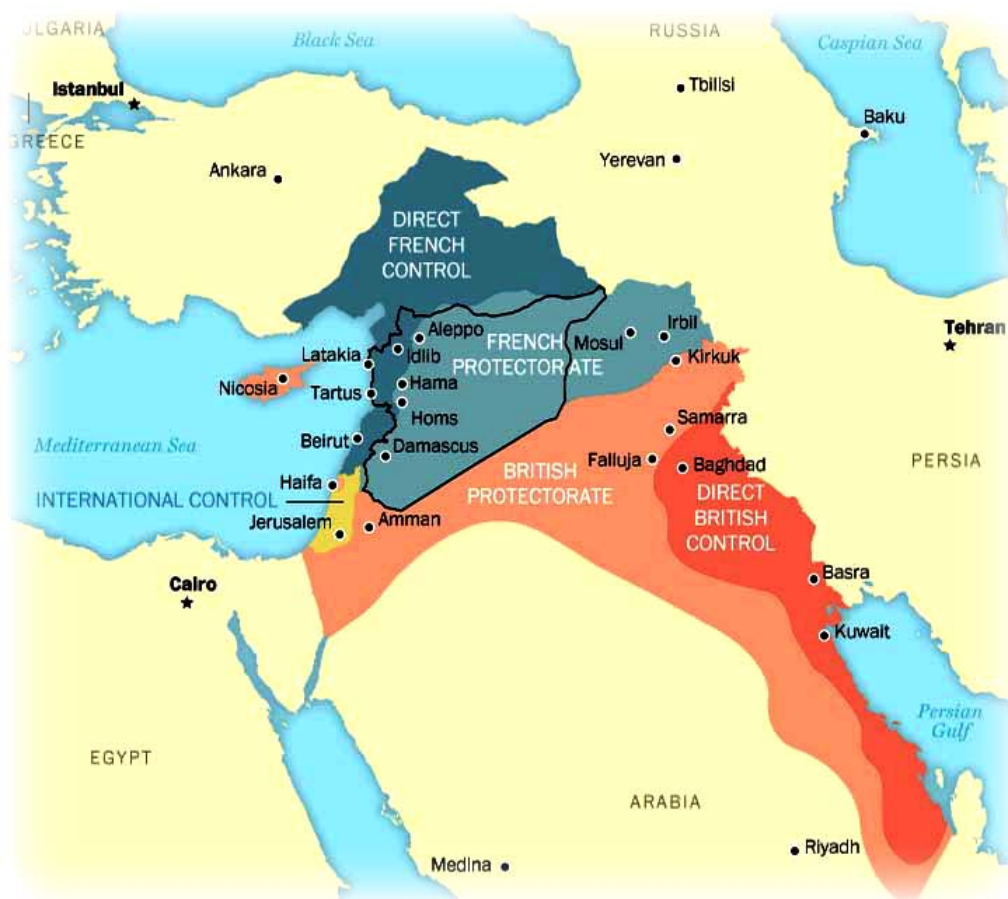 ULGARIA
Black Sea
RUSSIA
Caspian Sea
Istanbul
Tbilisi
Baku
GREECE
Ankara
Yerevan
DIRECT
FRENCH
CONTROL
Tehran
Aleppo
Irbil
Mosul
FRENCH
PROTECTORATE
Idlib
Latakia
Kirkuk
Nicosia
Hama
Tartus
Homs
Samarra
Beirut
Damascus
Mediterranean Sea
Falluja
Baghdad
PERSIA
BRITISH
PROTECTORATE
Haifa
INTERNATIONAL CONTROL
DIRECT
BRITISH
CONTROL
Jerusalem
Amman
Basra
Cairo
Kuwait
Persian
Gulf
EGYPT
ARABIA
Riyadh
Medina